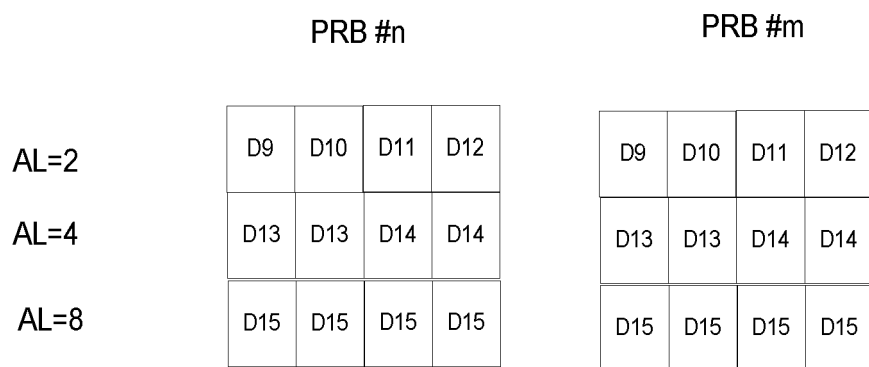 PRB #n PRB #m
AL=2 D9 D10 D11 D12 D9 D10 D11 D12
AL=4 D13 D13 D14 D14 D13 D13 D14 D14
AL=8 D15 D15 D15 D15 D15 D15 D15 D15